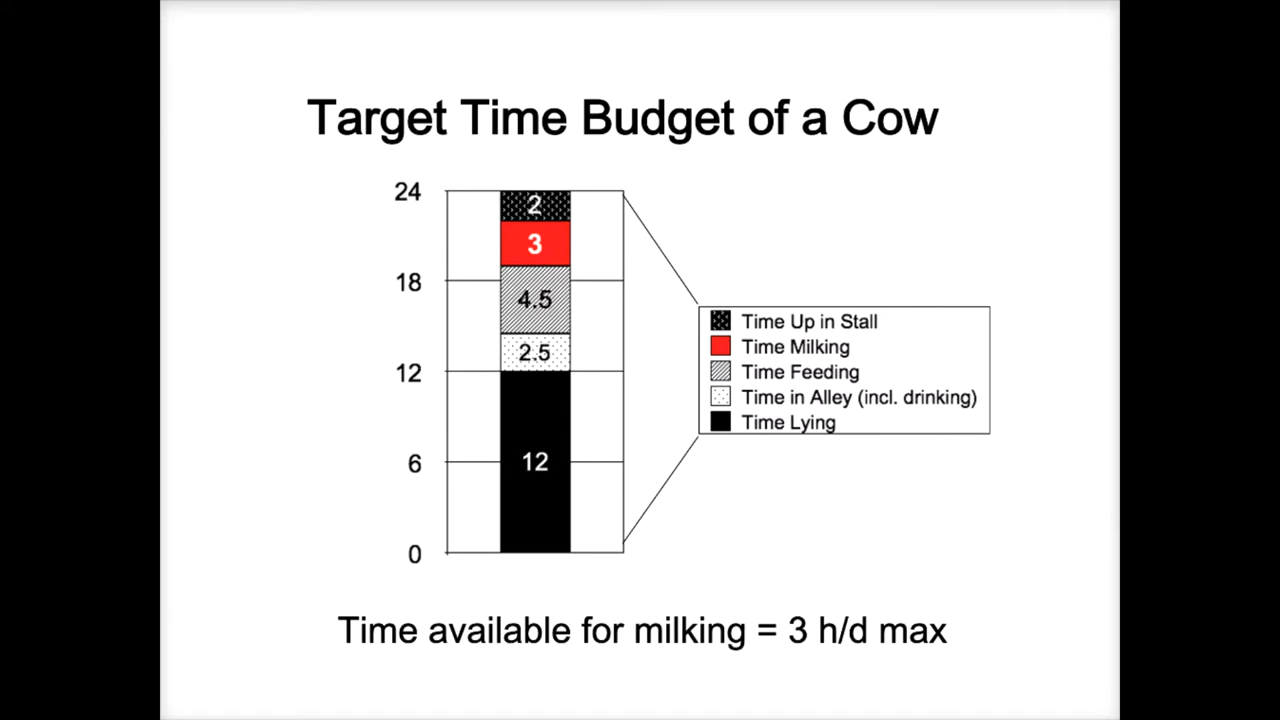 Target Time Budget of a Cow
24
18
12
6
0
2
3
4.5
2.5
12
Time Up in Stall
Time Milking
Time Feeding
Time in Alley (incl. drinking)
Time Lying
Time available for milking = 3 h/d max